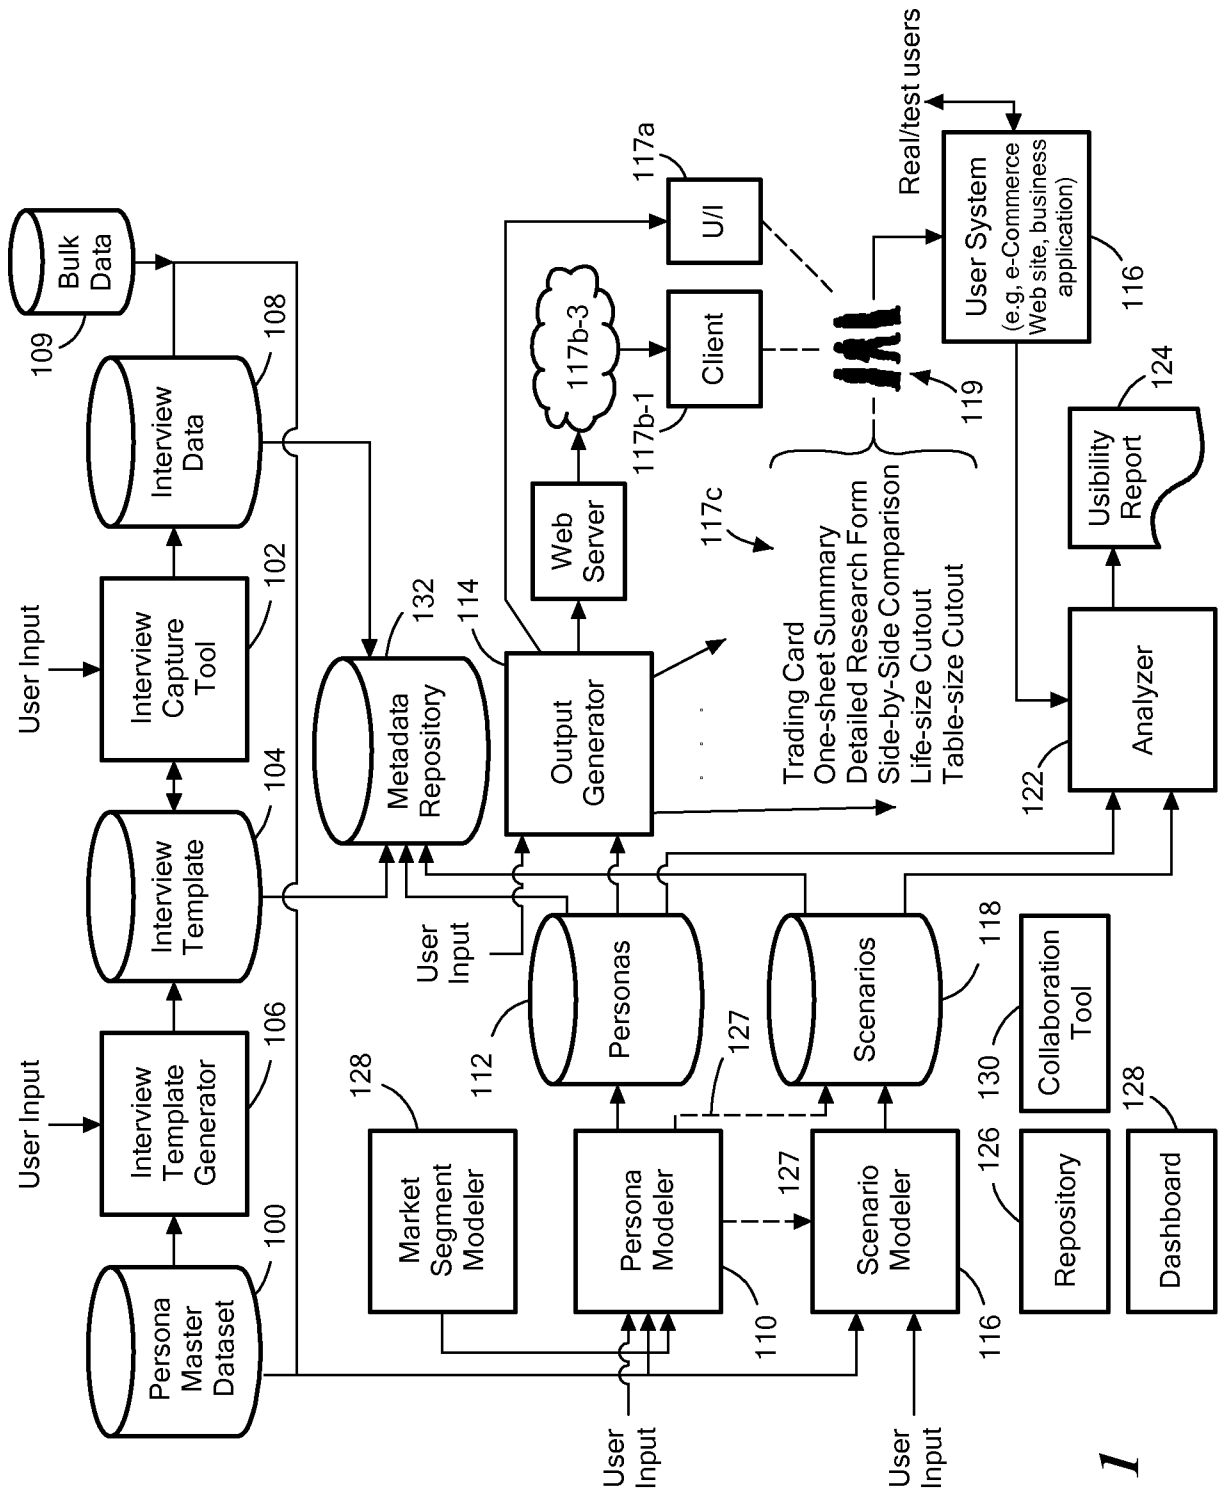 User Input
User Input
Persona
Master
Dataset
100
Interview
Template
Generator
106
Interview
Template
104
Interview
Capture
Tool
102
Interview
Data
108
Bulk
Data
109
Market
Segment
Modeler
128
Metadata
Repository
132
User
Input
Persona
Modeler
110
127
127
Personas
112
User
Input
Output
Generator
114
Web
Server
117b-3
Client
117b-1
U/I
117a
117c
Trading Card
One-sheet Summary
Detailed Research Form
Side-by-Side Comparison
Life-size Cutout
Table-size Cutout
119
Real/test users
User System
(e.g, e-Commerce
Web site, business
application)
116
User
Input
Scenario
Modeler
116
Scenarios
118
Analyzer
122
Usibility
Report
124
Repository
126
Collaboration
Tool
130
Dashboard
128
1